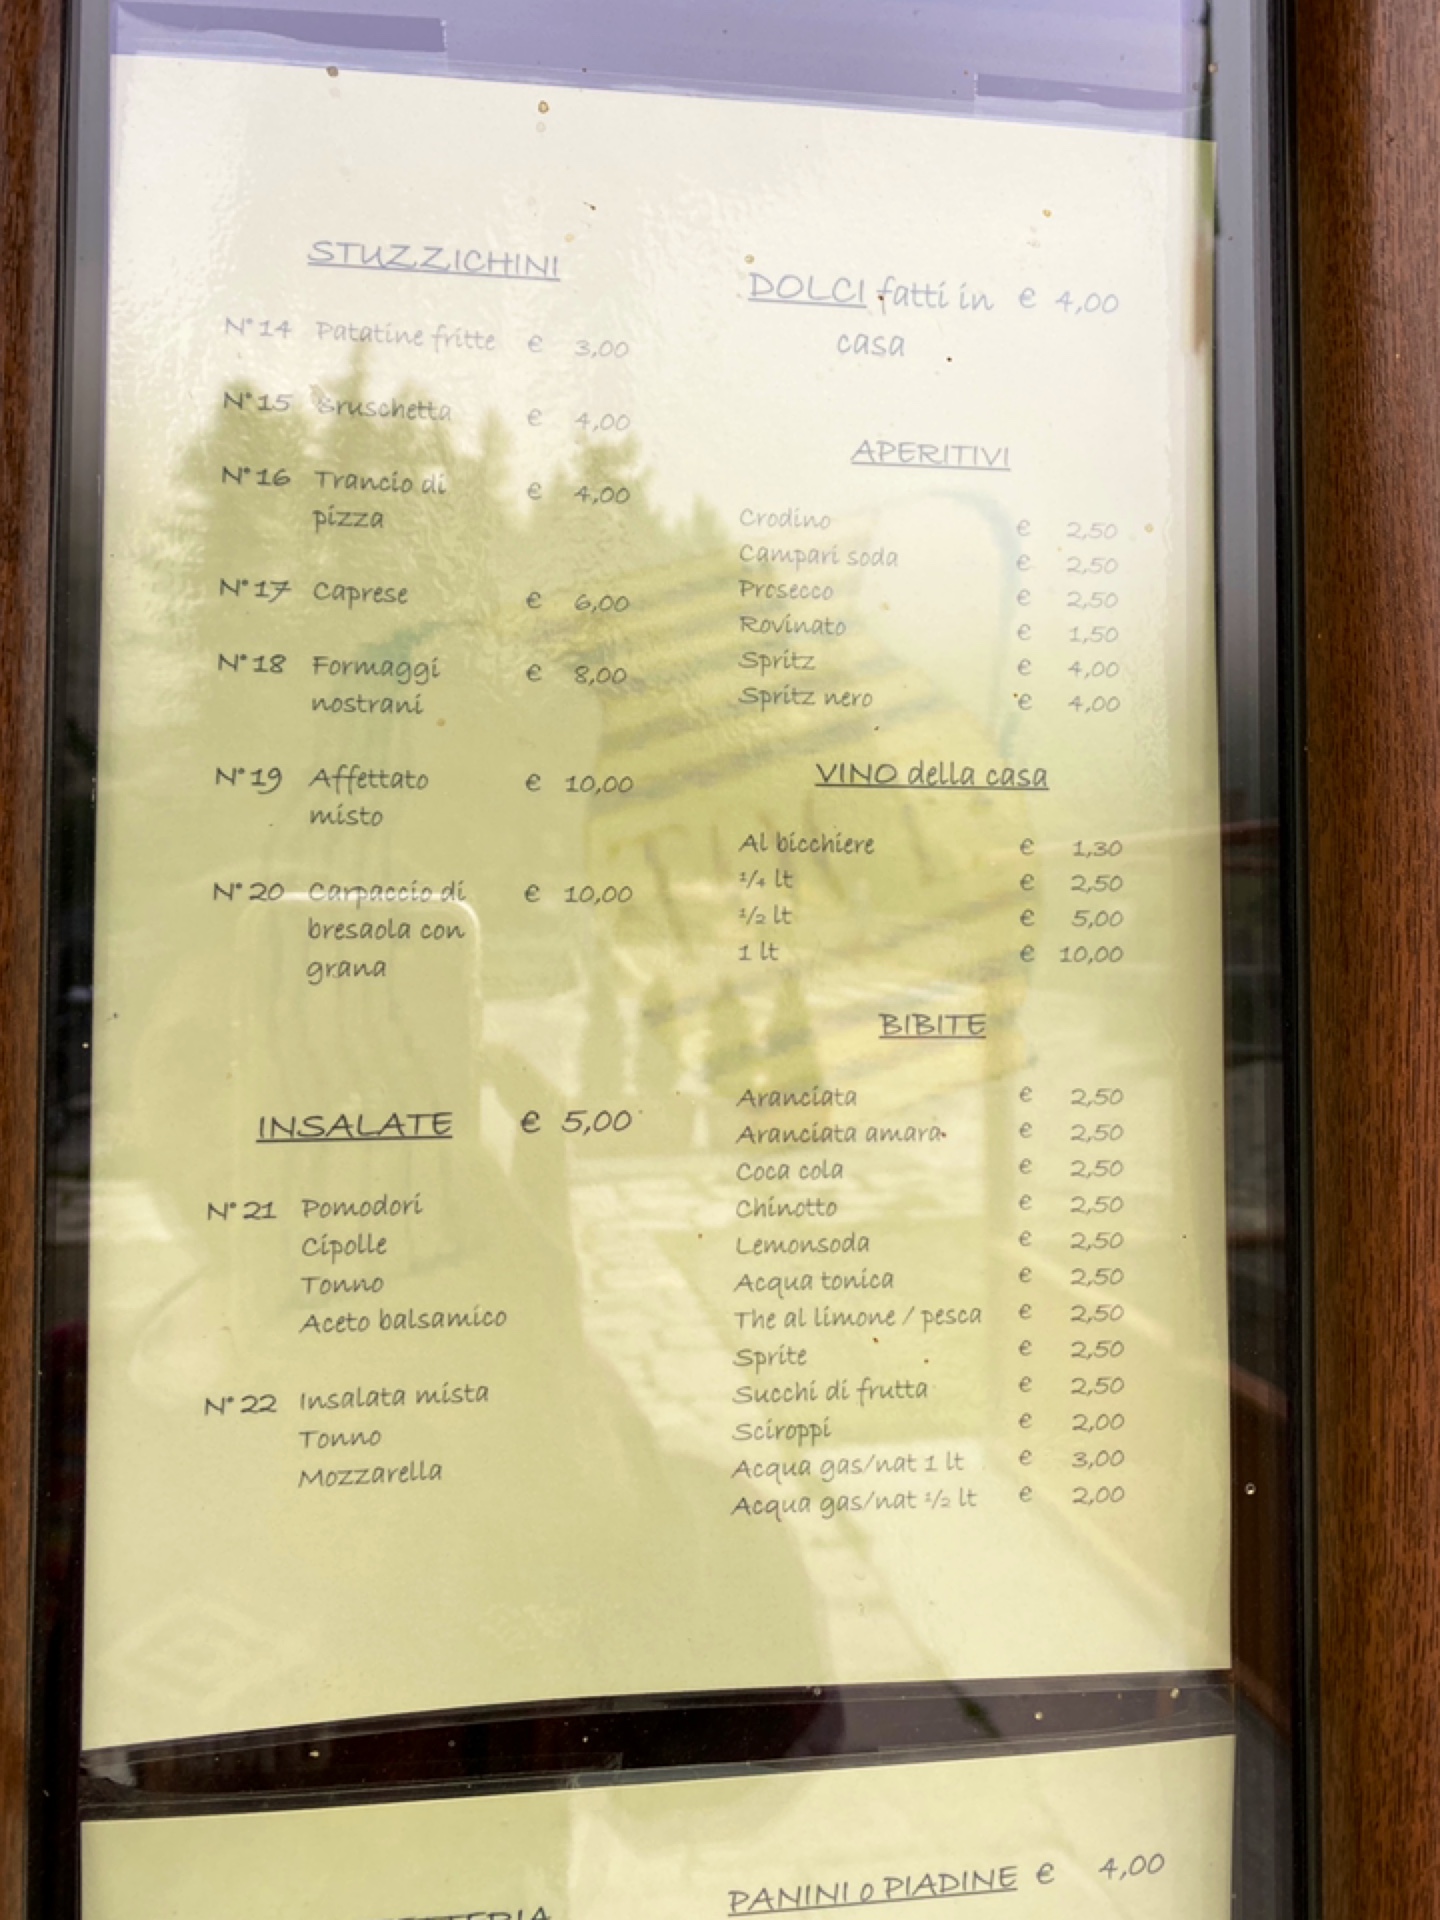 STUZZICHINI
N°14 Patatine fritte € 3,00
N°15 Bruschetta € 4,00
N°16 Trancio di € 4,00
pizza
N°17 Caprese € 6,00
N°18 Formaggi € 8,00
nostrani
N°19 Affettato € 10,00
misto
N°20 Carpaccio di € 10,00
bresaola con
grana
INSALATE € 5,00
N°21 Pomodori
Cipolle
Tonno
Aceto balsamico
N°22 Insalata mista
Tonno
Mozzarella
DOLCI fatti in € 4,00
casa
APERITIVI
Crodino € 2,50
Campari soda € 2,50
Prosecco € 2,50
Rovinato € 1,50
Spritz € 4,00
Spritz nero € 4,00
VINO della casa
Al bicchiere € 1,30
1/4 lt € 2,50
1/2 lt € 5,00
1 lt € 10,00
BIBITE
Aranciata € 2,50
Aranciata amara € 2,50
Coca cola € 2,50
Chinotto € 2,50
Lemonsoda € 2,50
Acqua tonica € 2,50
The al limone / pesca € 2,50
Sprite € 2,50
Succhi di frutta € 2,50
Sciroppi € 2,00
Acqua gas/nat 1 lt € 3,00
Acqua gas/nat 1/2 lt € 2,00
PANINI o PIADINE € 4,00